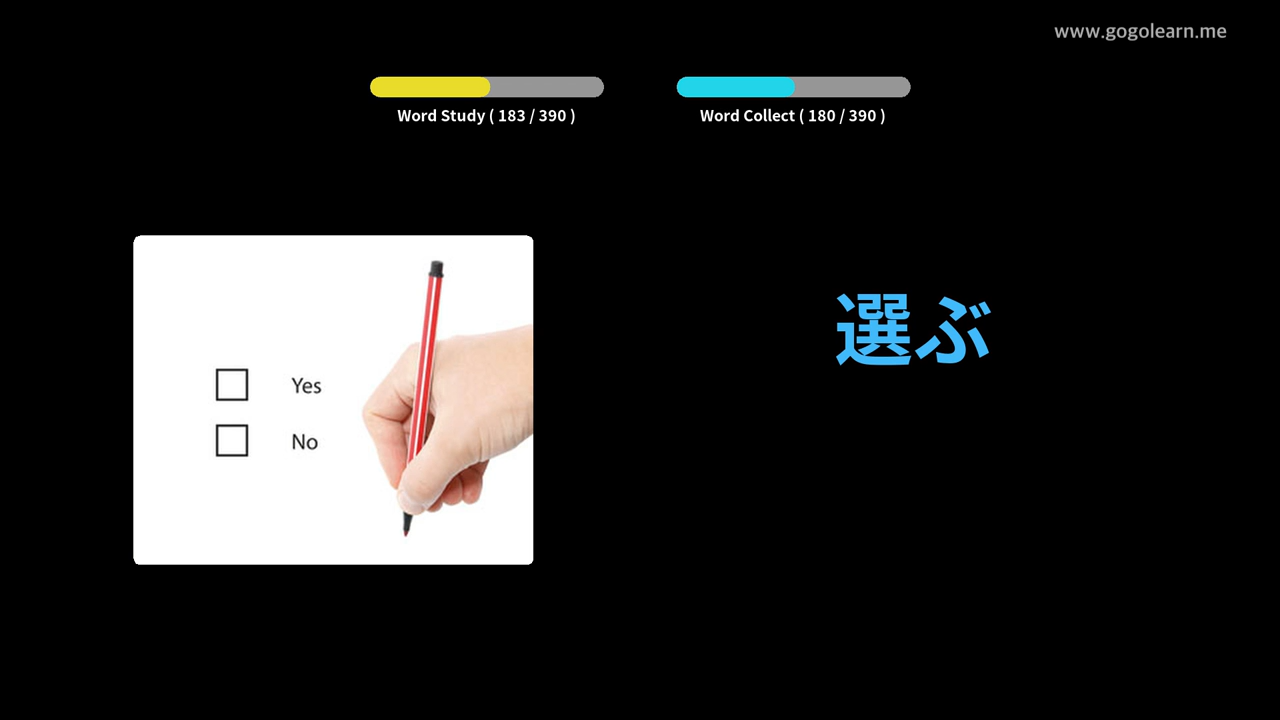 www.gogolearn.me
Word Study ( 183 / 390 )
Word Collect ( 180 / 390 )
Yes
No
選ぶ